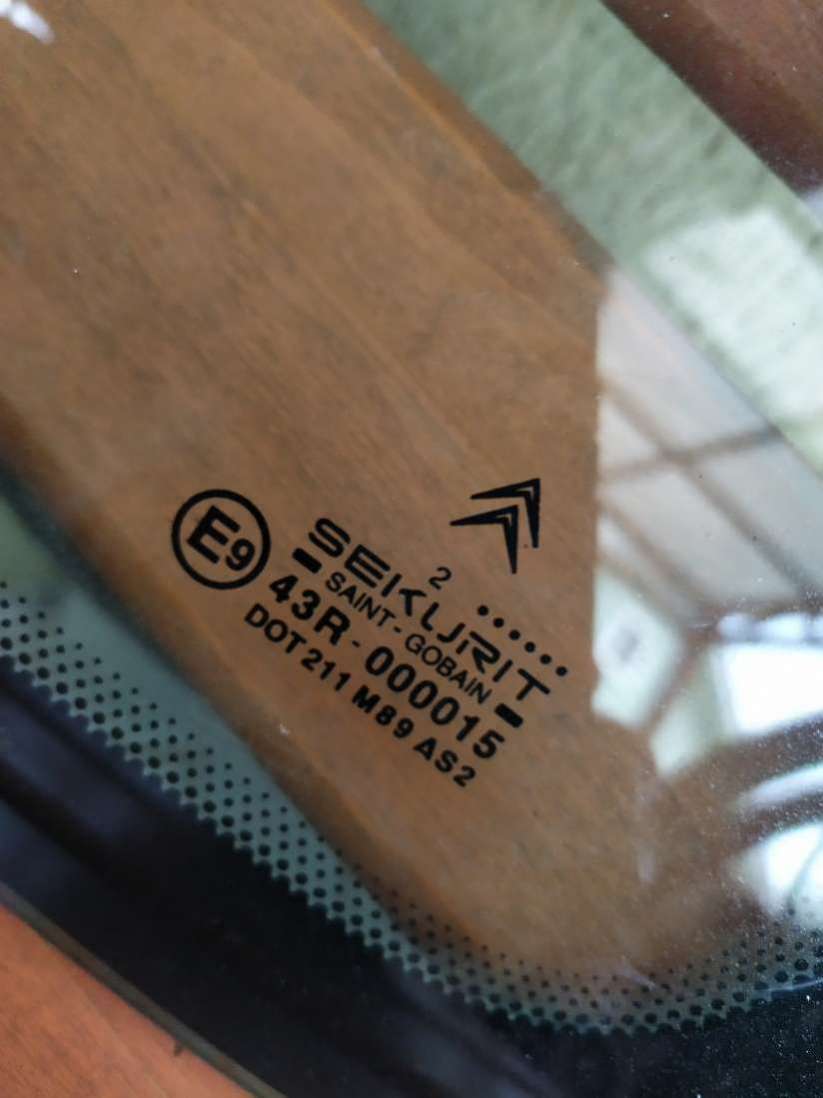 E9
SEKURIT
2 ••••••
SAINT-GOBAIN
43R-000015
DOT 211 M89 AS2